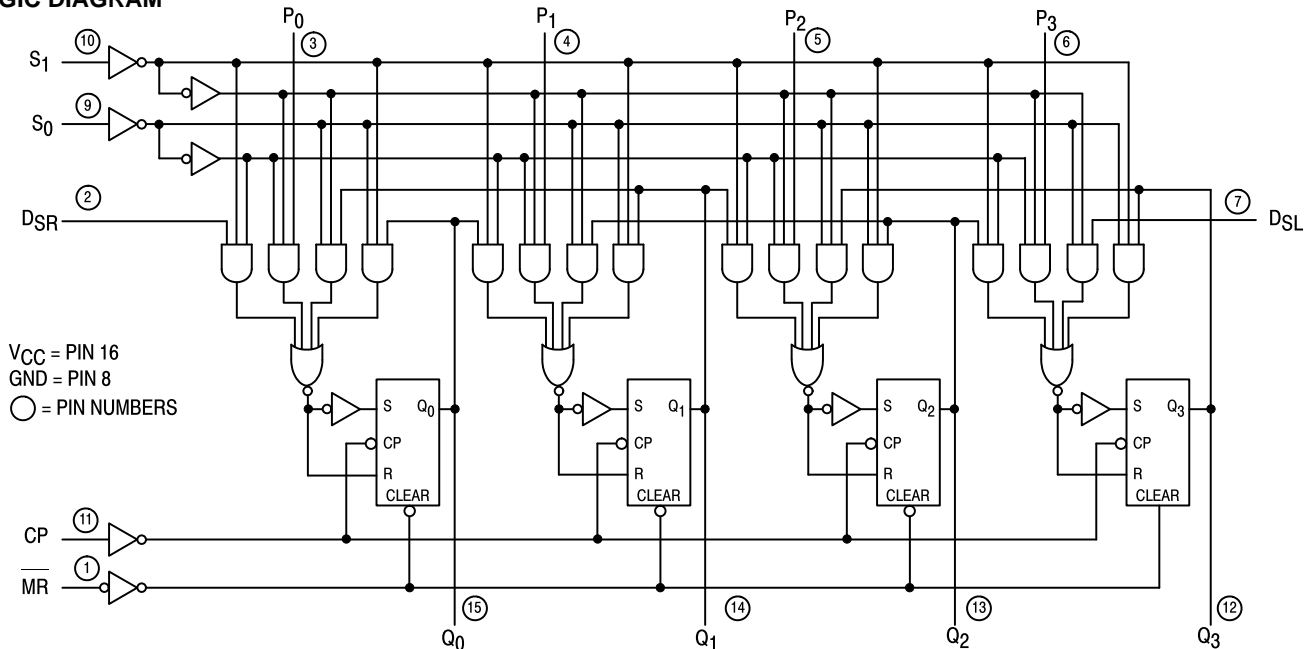 GIC DIAGRAM
P0 P1 P2 P3
3 4 5 6
10
S1
9
S0
2
DSR
7
DSL
VCC = PIN 16
GND = PIN 8
= PIN NUMBERS
S Q0 S Q1 S Q2 S Q3
CP CP CP CP
R R R R
CLEAR CLEAR CLEAR CLEAR
11
CP
1
MR
15 14 13 12
Q0 Q1 Q2 Q3